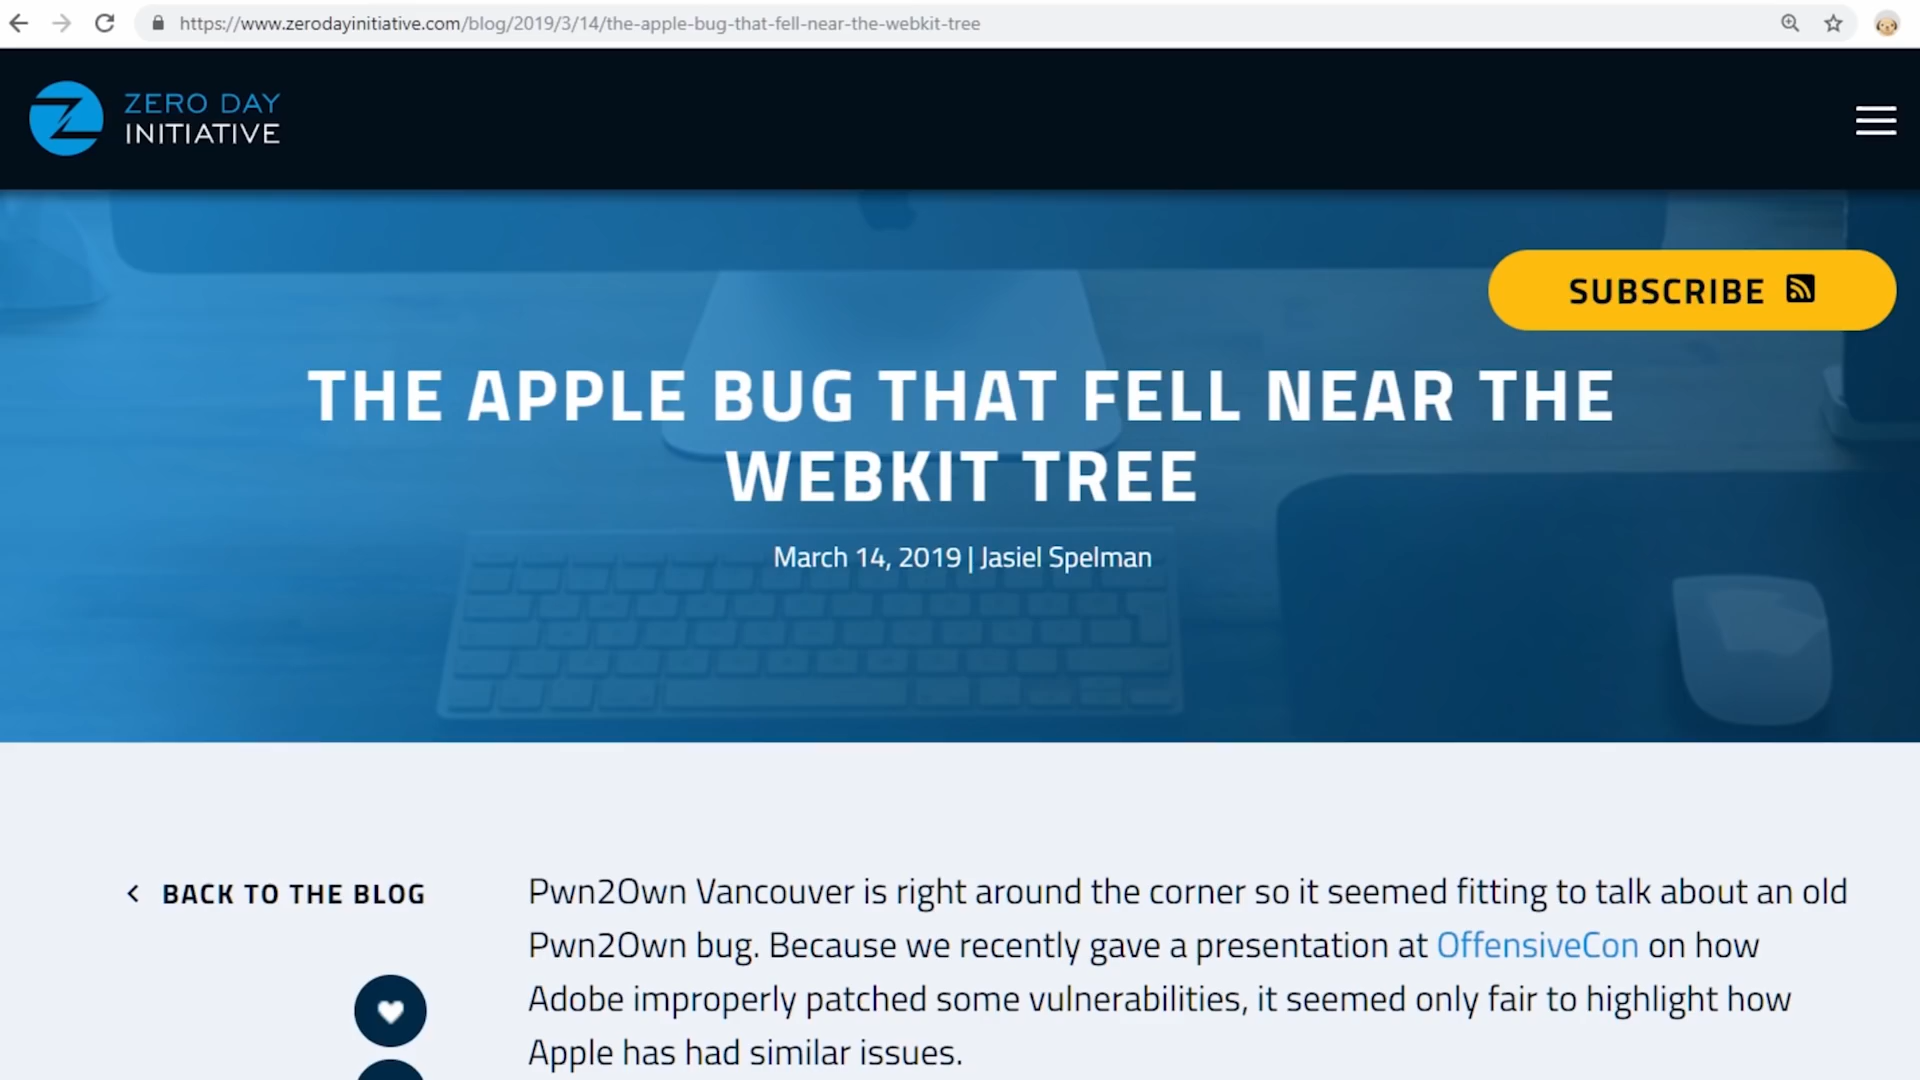 https://www.zerodayinitiative.com/blog/2019/3/14/the-apple-bug-that-fell-near-the-webkit-tree
ZERO DAY
INITIATIVE
SUBSCRIBE
THE APPLE BUG THAT FELL NEAR THE
WEBKIT TREE
March 14, 2019 | Jasiel Spelman
BACK TO THE BLOG
Pwn2Own Vancouver is right around the corner so it seemed fitting to talk about an old
Pwn2Own bug. Because we recently gave a presentation at OffensiveCon on how
Adobe improperly patched some vulnerabilities, it seemed only fair to highlight how
Apple has had similar issues.